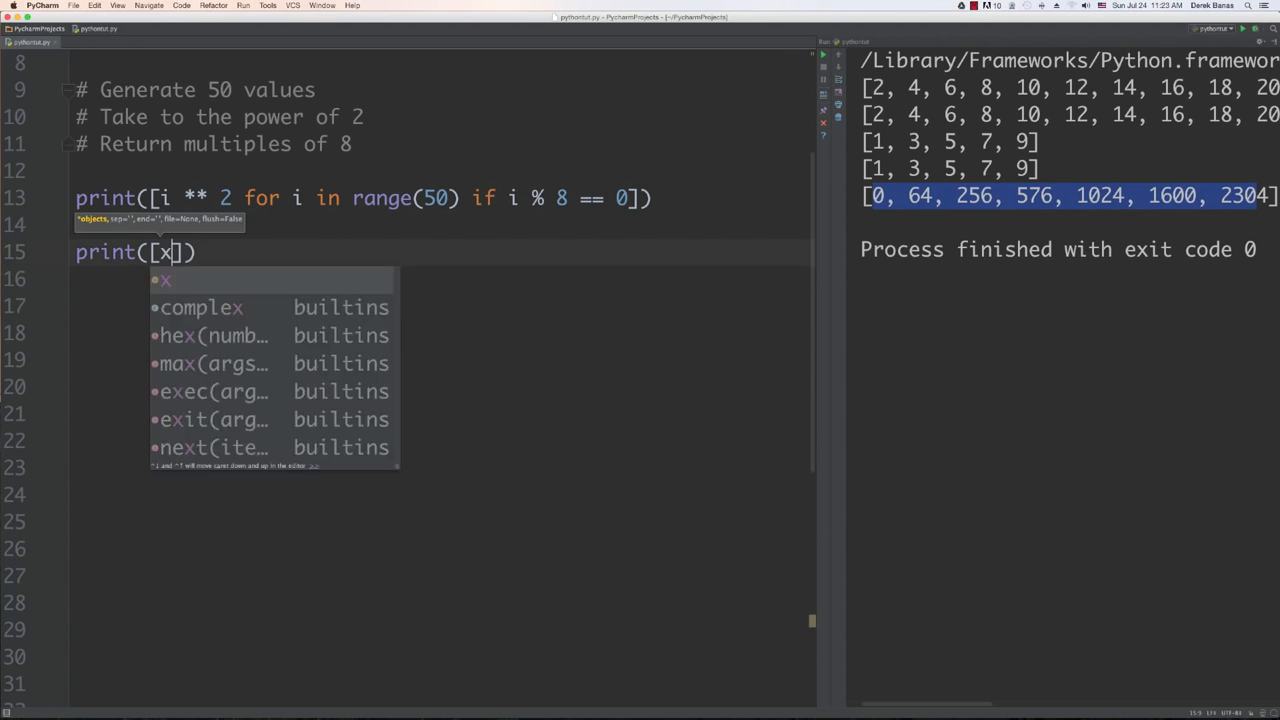 PyCharm File Edit View Navigate Code Refactor Run Tools VCS Window Help
10 Sun Jul 24 11:23 AM Derek Banas
pythontut.py - PycharmProjects - [~/PycharmProjects]
PycharmProjects pythontut.py
pythontut
pythontut.py
Run: pythontut
8
9 # Generate 50 values
10 # Take to the power of 2
11 # Return multiples of 8
12
13 print([i ** 2 for i in range(50) if i % 8 == 0])
*objects, sep='', end='', file=None, flush=False
14
15 print([x])
16
17
18
19
20
21
22
23
24
25
26
27
28
29
30
31
x
complex builtins
hex(numb… builtins
max(args… builtins
exec(arg… builtins
exit(arg… builtins
next(ite… builtins
^↓ and ^↑ will move caret down and up in the editor >>
/Library/Frameworks/Python.framewor
[2, 4, 6, 8, 10, 12, 14, 16, 18, 20
[2, 4, 6, 8, 10, 12, 14, 16, 18, 20
[1, 3, 5, 7, 9]
[1, 3, 5, 7, 9]
[0, 64, 256, 576, 1024, 1600, 2304]
Process finished with exit code 0
15:9 LF÷ UTF-8÷